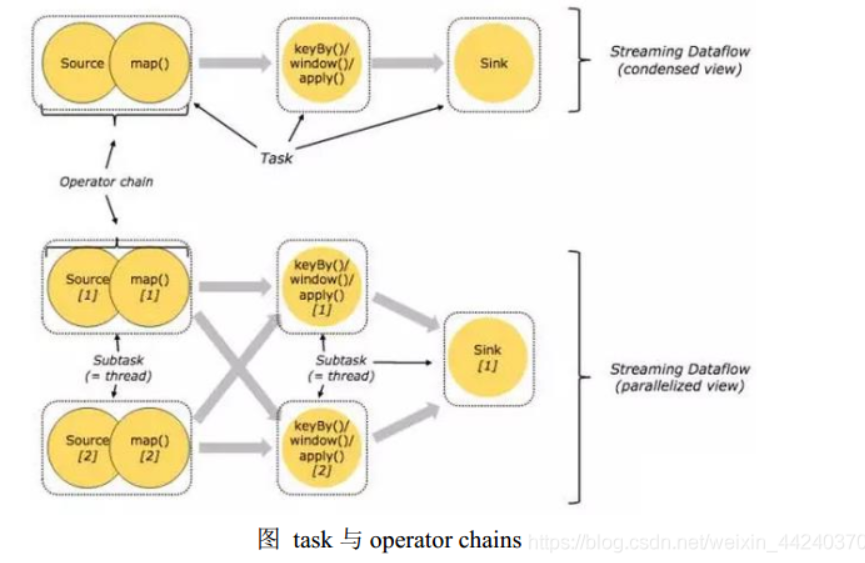 Source
map()
keyBy()/
window()/
apply()
Sink
Streaming Dataflow
(condensed view)
Task
Operator chain
Source
[1]
map()
[1]
keyBy()/
window()/
apply()
[1]
Subtask
(= thread)
Subtask
(= thread)
Sink
[1]
Streaming Dataflow
(parallelized view)
Source
[2]
map()
[2]
keyBy()/
window()/
apply()
[2]
图 task 与 operator chains
https://blog.csdn.net/weixin_44240370